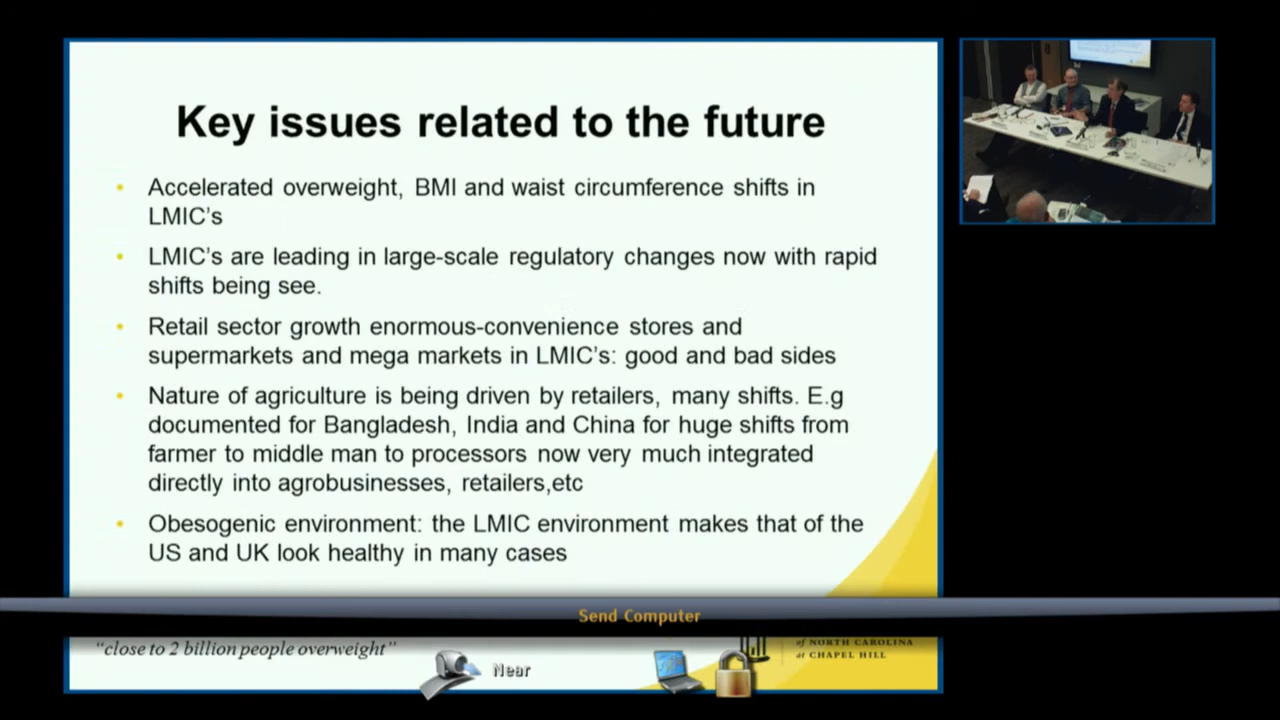 Key issues related to the future
• Accelerated overweight, BMI and waist circumference shifts in
LMIC's
• LMIC's are leading in large-scale regulatory changes now with rapid
shifts being see.
• Retail sector growth enormous-convenience stores and
supermarkets and mega markets in LMIC's: good and bad sides
• Nature of agriculture is being driven by retailers, many shifts. E.g
documented for Bangladesh, India and China for huge shifts from
farmer to middle man to processors now very much integrated
directly into agrobusinesses, retailers,etc
• Obesogenic environment: the LMIC environment makes that of the
US and UK look healthy in many cases
Send Computer
"close to 2 billion people overweight"
of NORTH CAROLINA
at CHAPEL HILL
Near